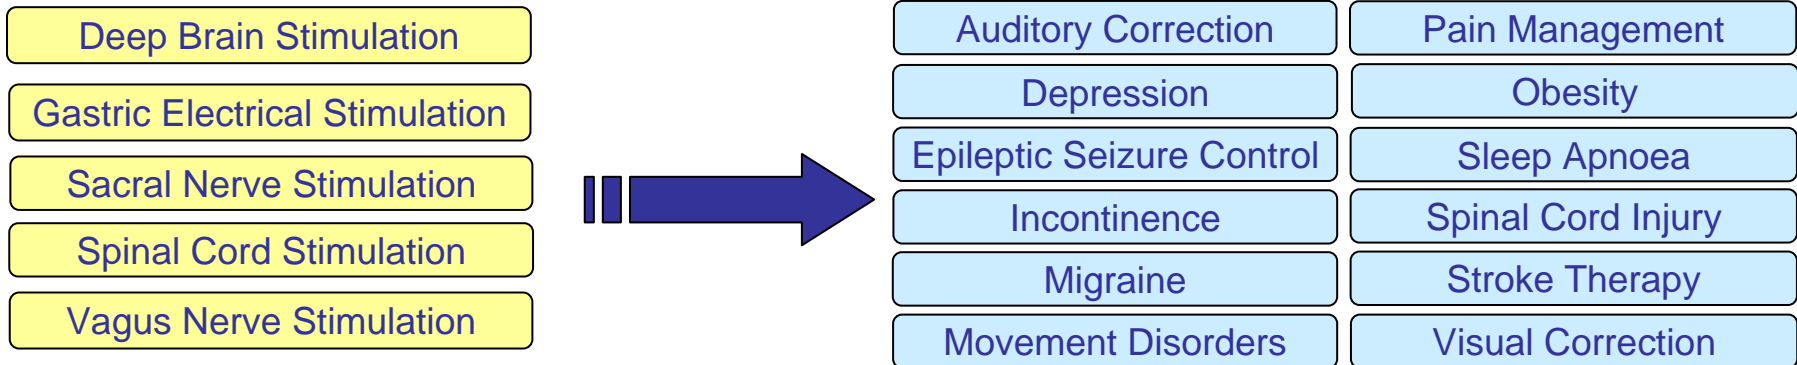 Deep Brain Stimulation
Gastric Electrical Stimulation
Sacral Nerve Stimulation
Spinal Cord Stimulation
Vagus Nerve Stimulation
Auditory Correction
Depression
Epileptic Seizure Control
Incontinence
Migraine
Movement Disorders
Pain Management
Obesity
Sleep Apnoea
Spinal Cord Injury
Stroke Therapy
Visual Correction